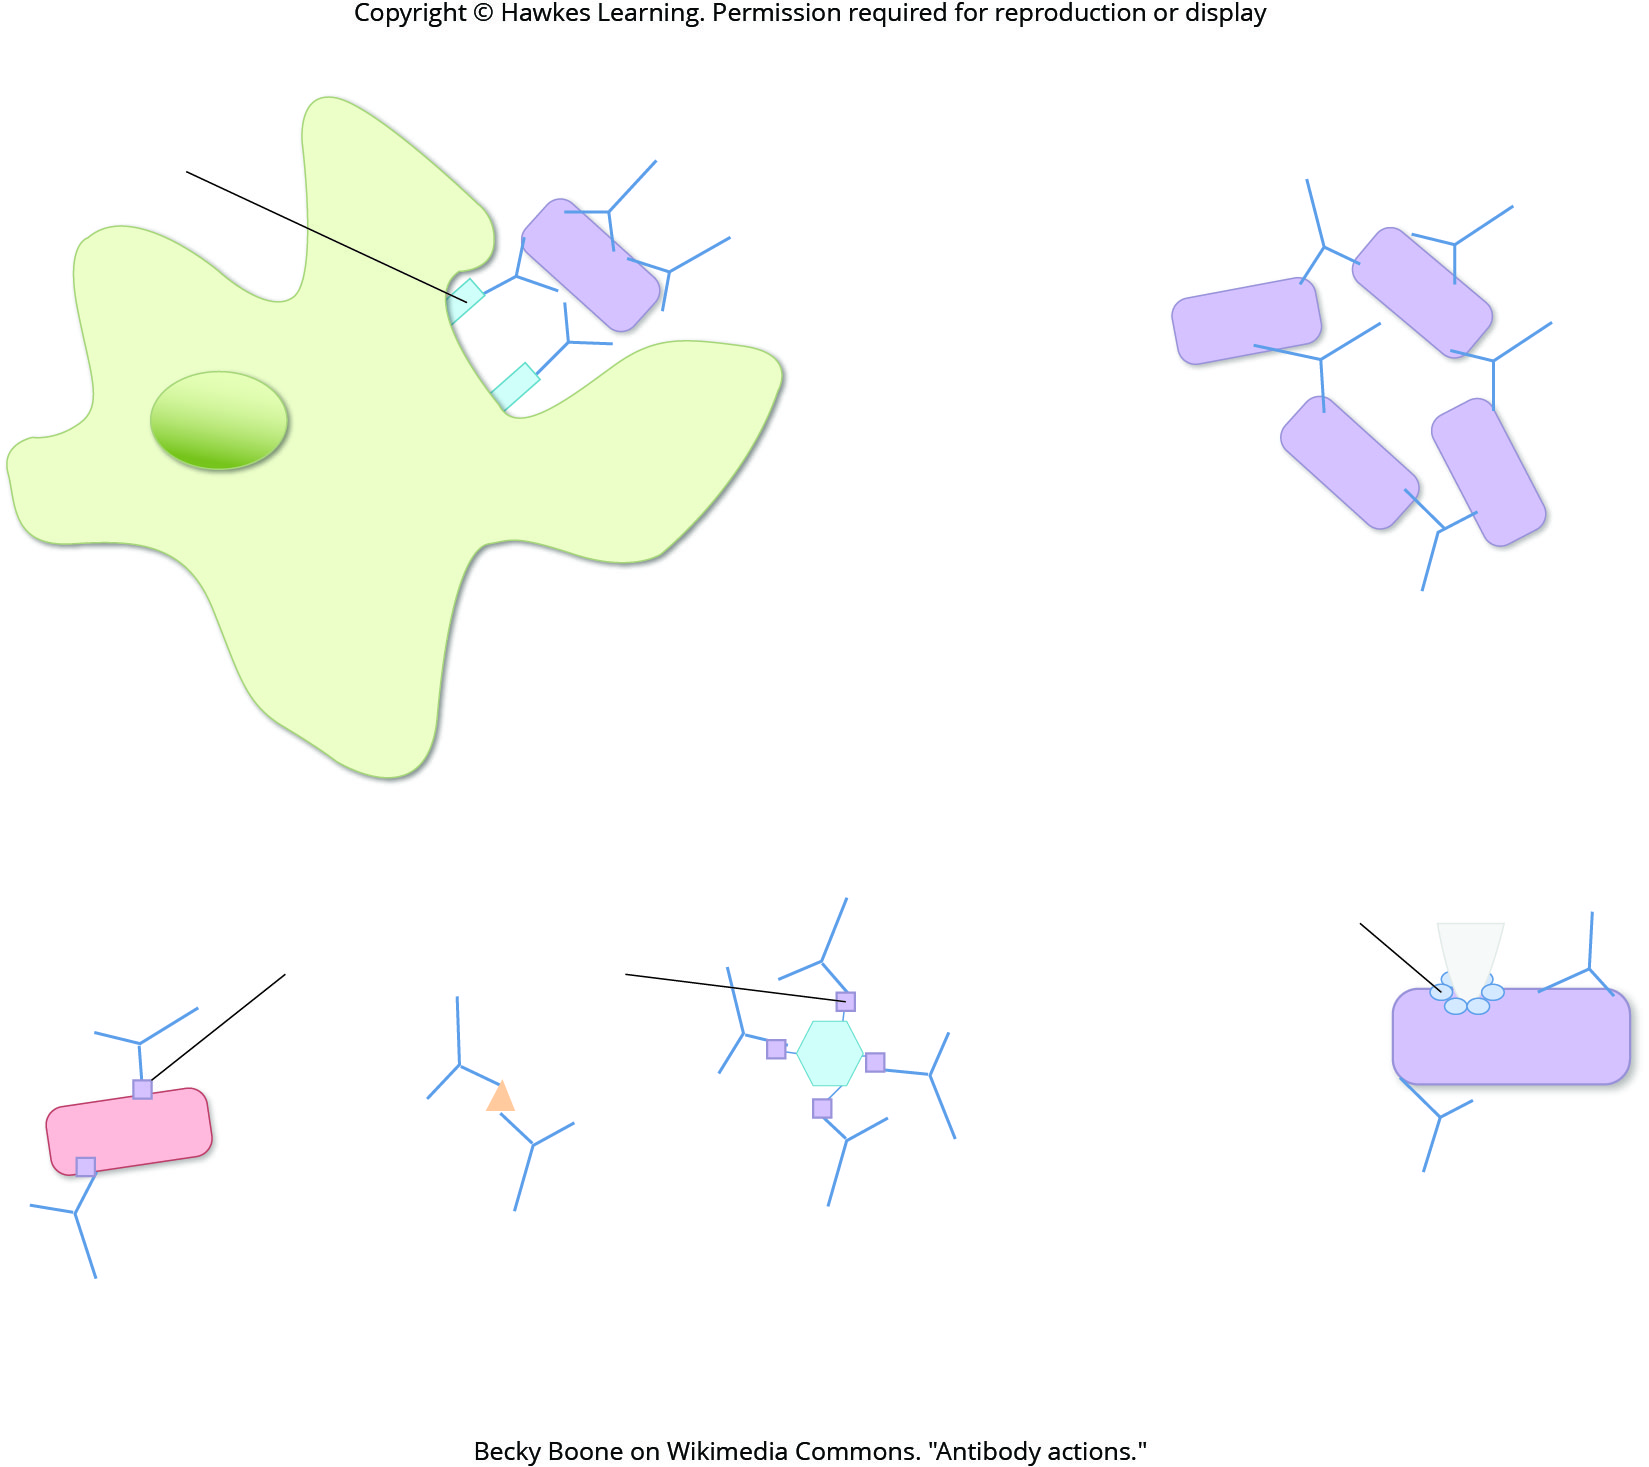 Copyright © Hawkes Learning. Permission required for reproduction or display
Becky Boone on Wikimedia Commons. "Antibody actions."